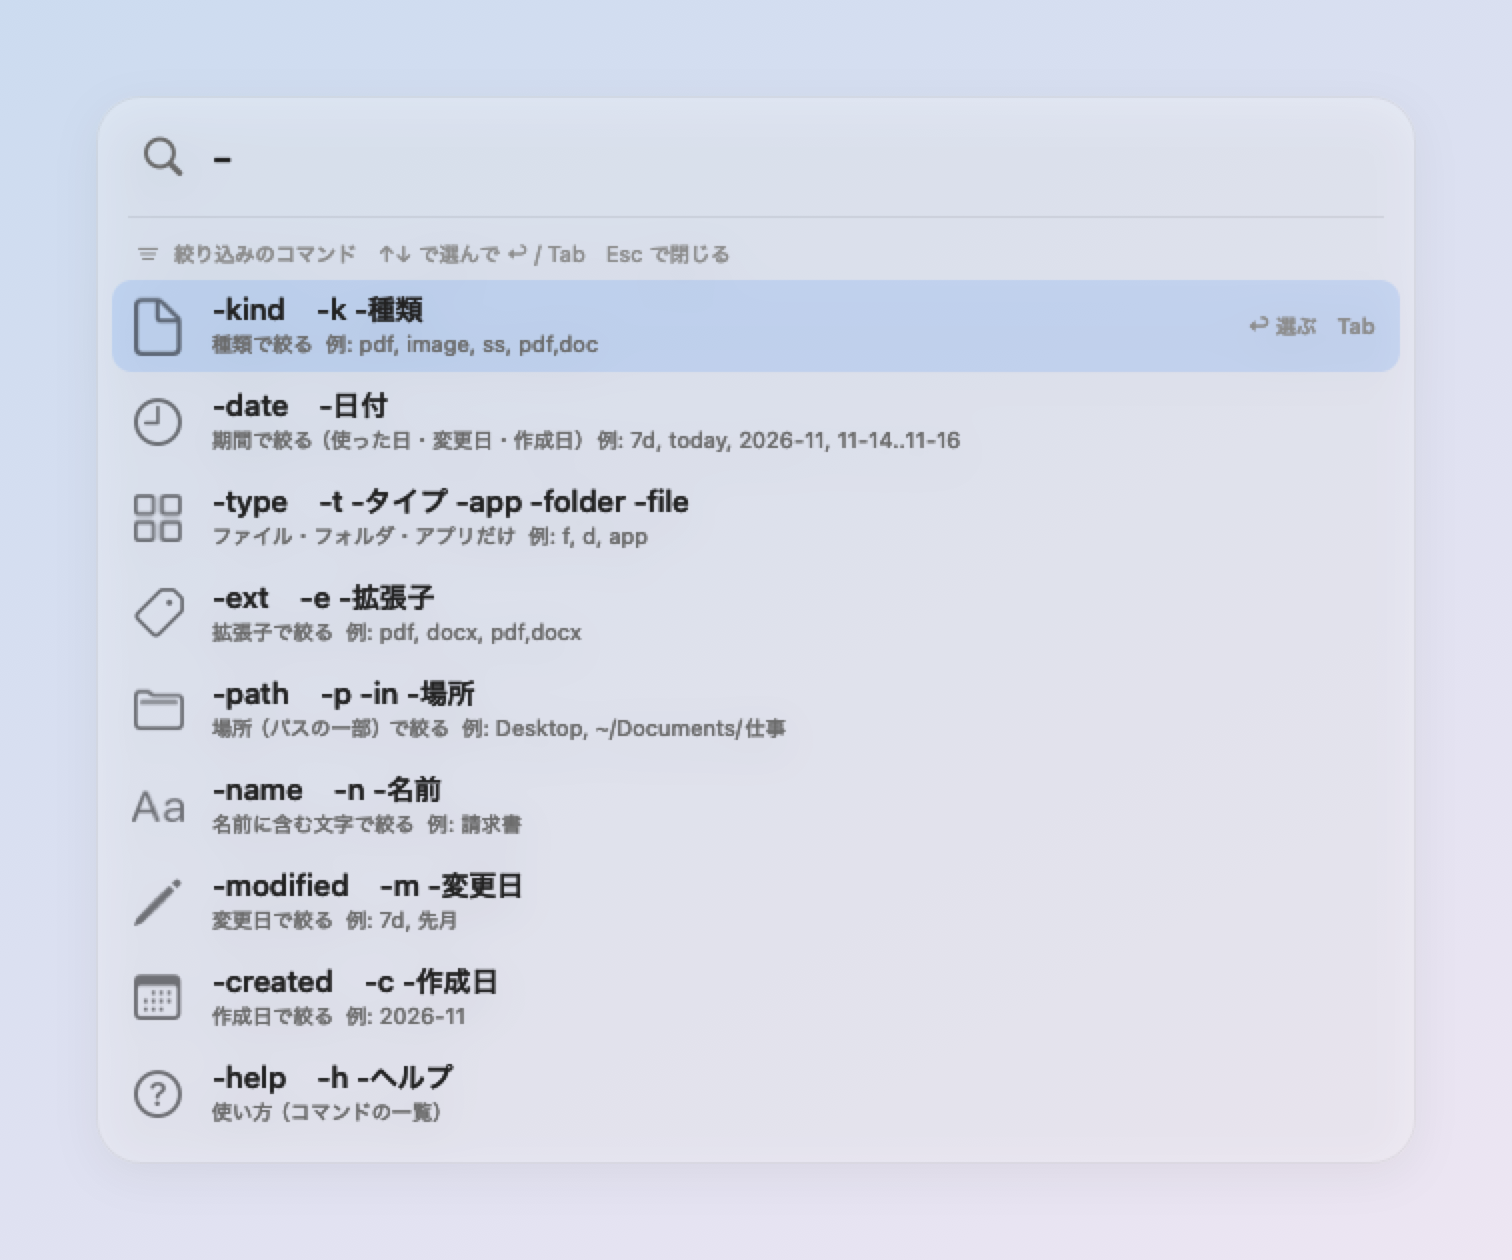 -
絞り込みのコマンド ↑↓ で選んで ↩ / Tab Esc で閉じる
-kind -k -種類
種類で絞る 例: pdf, image, ss, pdf,doc
↩ 選ぶ Tab
-date -日付
期間で絞る（使った日・変更日・作成日） 例: 7d, today, 2026-11, 11-14..11-16
-type -t -タイプ -app -folder -file
ファイル・フォルダ・アプリだけ 例: f, d, app
-ext -e -拡張子
拡張子で絞る 例: pdf, docx, pdf,docx
-path -p -in -場所
場所（パスの一部）で絞る 例: Desktop, ~/Documents/仕事
Aa
-name -n -名前
名前に含む文字で絞る 例: 請求書
-modified -m -変更日
変更日で絞る 例: 7d, 先月
-created -c -作成日
作成日で絞る 例: 2026-11
?
-help -h -ヘルプ
使い方（コマンドの一覧）